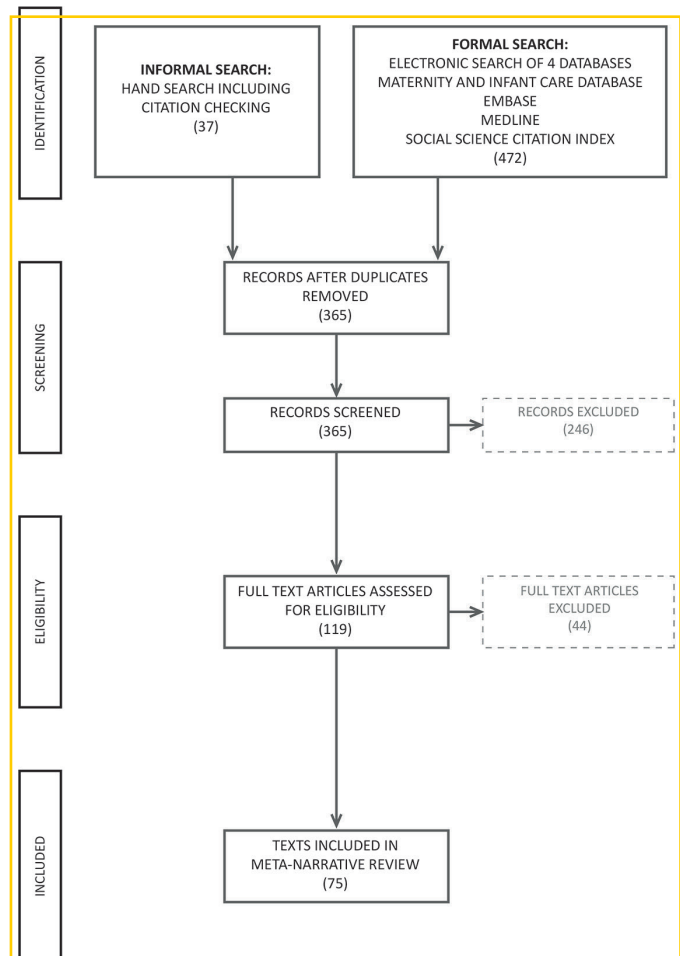 IDENTIFICATION
INFORMAL SEARCH:
HAND SEARCH INCLUDING
CITATION CHECKING
(37)
FORMAL SEARCH:
ELECTRONIC SEARCH OF 4 DATABASES
MATERNITY AND INFANT CARE DATABASE
EMBASE
MEDLINE
SOCIAL SCIENCE CITATION INDEX
(472)
SCREENING
RECORDS AFTER DUPLICATES
REMOVED
(365)
RECORDS SCREENED
(365)
RECORDS EXCLUDED
(246)
ELIGIBILITY
FULL TEXT ARTICLES ASSESSED
FOR ELIGIBILITY
(119)
FULL TEXT ARTICLES
EXCLUDED
(44)
INCLUDED
TEXTS INCLUDED IN
META-NARRATIVE REVIEW
(75)